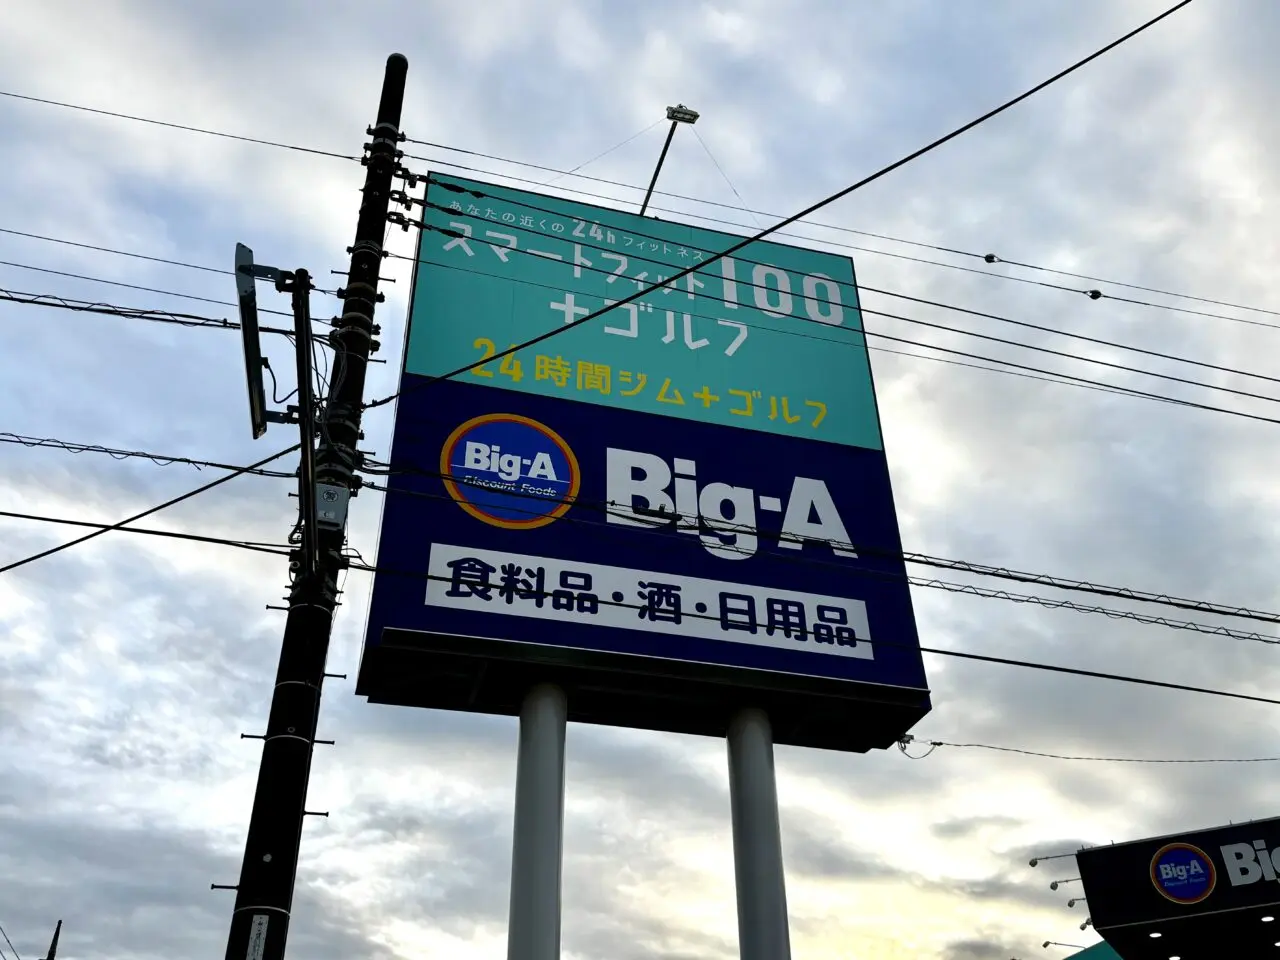 あなたの近くの24hフィットネス
スマートフィット100
+ゴルフ
24時間ジム+ゴルフ
Big-A
Discount Foods
Big-A
食料品・酒・日用品
Big-A
Discount Foods
Big